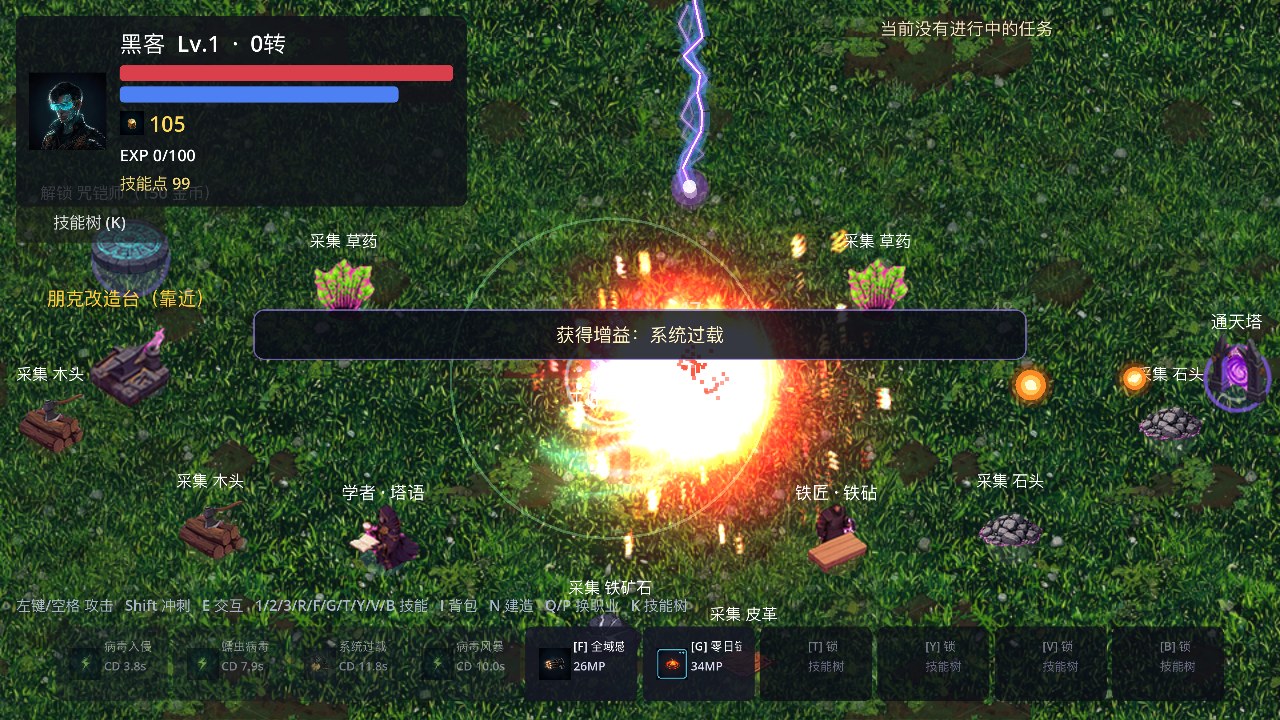 黑客 Lv.1 · 0转
当前没有进行中的任务
105
EXP 0/100
技能点 99
解锁 咒铠师 (150 金币)
技能树 (K)
采集 草药
采集 草药
朋克改造台（靠近）
获得增益：系统过载
通天塔
采集 木头
采集 石头
采集 木头
学者·塔语
铁匠·铁砧
采集 石头
采集 铁矿石
左键/空格 攻击 Shift 冲刺 E 交互 1/2/3/R/F/G/T/Y/V/B 技能 I 背包 N 建造 Q/P 换职业 K 技能树
采集 皮革
病毒入侵
CD 3.8s
蠕虫病毒
CD 7.9s
系统过载
CD 11.8s
病毒风暴
CD 10.0s
[F] 全域感
26MP
[G] 零日
34MP
[T] 锁
技能树
[Y] 锁
技能树
[V] 锁
技能树
[B] 锁
技能树